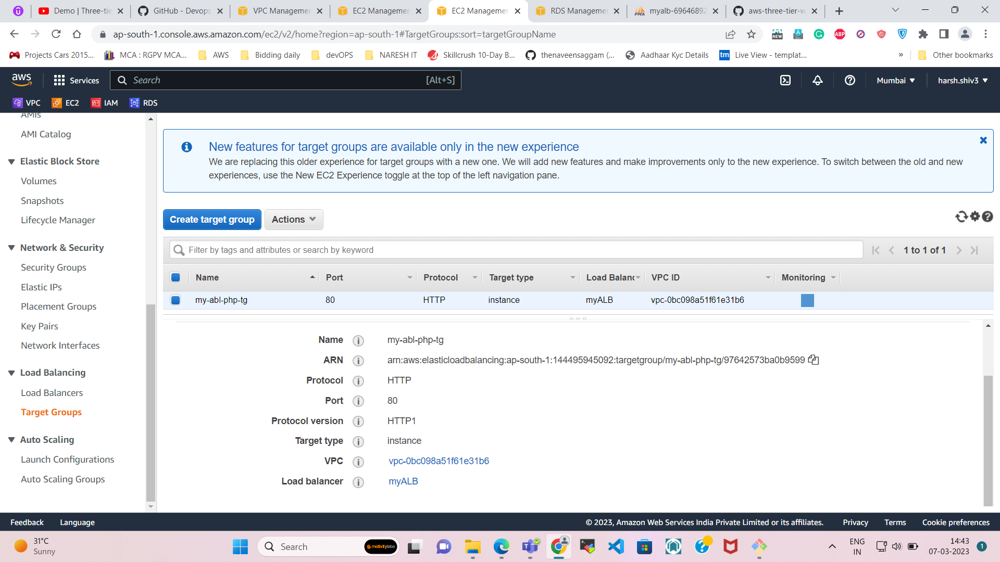 Demo | Three-tie
GitHub - Devops
VPC Managemen
EC2 Managemen
EC2 Managemen
RDS Managemen
PMA
myalb-69646892
aws-three-tier-w
ap-south-1.console.aws.amazon.com/ec2/v2/home?region=ap-south-1#TargetGroups:sort=targetGroupName
NEW
ABP
Projects Cars 2015...
MCA : RGPV MCA...
AWS
Bidding daily
devOPS
NARESH IT
Skillcrush 10-Day B...
thenaveensaggam (...
Aadhaar Kyc Details
tm
Live View - templat...
»
Other bookmarks
aws
Services
Search
[Alt+S]
Mumbai
harsh.shiv3
VPC
EC2
IAM
RDS
AMIs
AMI Catalog
Elastic Block Store
Volumes
Snapshots
Lifecycle Manager
Network & Security
Security Groups
Elastic IPs
Placement Groups
Key Pairs
Network Interfaces
Load Balancing
Load Balancers
Target Groups
Auto Scaling
Launch Configurations
Auto Scaling Groups
New features for target groups are available only in the new experience
We are replacing this older experience for target groups with a new one. We will add new features and make improvements only to the new experience. To switch between the old and new
experiences, use the New EC2 Experience toggle at the top of the left navigation pane.
Create target group
Actions
Filter by tags and attributes or search by keyword
1 to 1 of 1
Name Port Protocol Target type Load Balanc VPC ID Monitoring
my-abl-php-tg 80 HTTP instance myALB vpc-0bc098a51f61e31b6
Name my-abl-php-tg
ARN arn:aws:elasticloadbalancing:ap-south-1:144495945092:targetgroup/my-abl-php-tg/97642573ba0b9599
Protocol HTTP
Port 80
Protocol version HTTP1
Target type instance
VPC vpc-0bc098a51f61e31b6
Load balancer myALB
Feedback
Language
© 2023, Amazon Web Services India Private Limited or its affiliates.
Privacy
Terms
Cookie preferences
31°C
Sunny
Search
motivitylabs
ENG
IN
14:43
07-03-2023
1